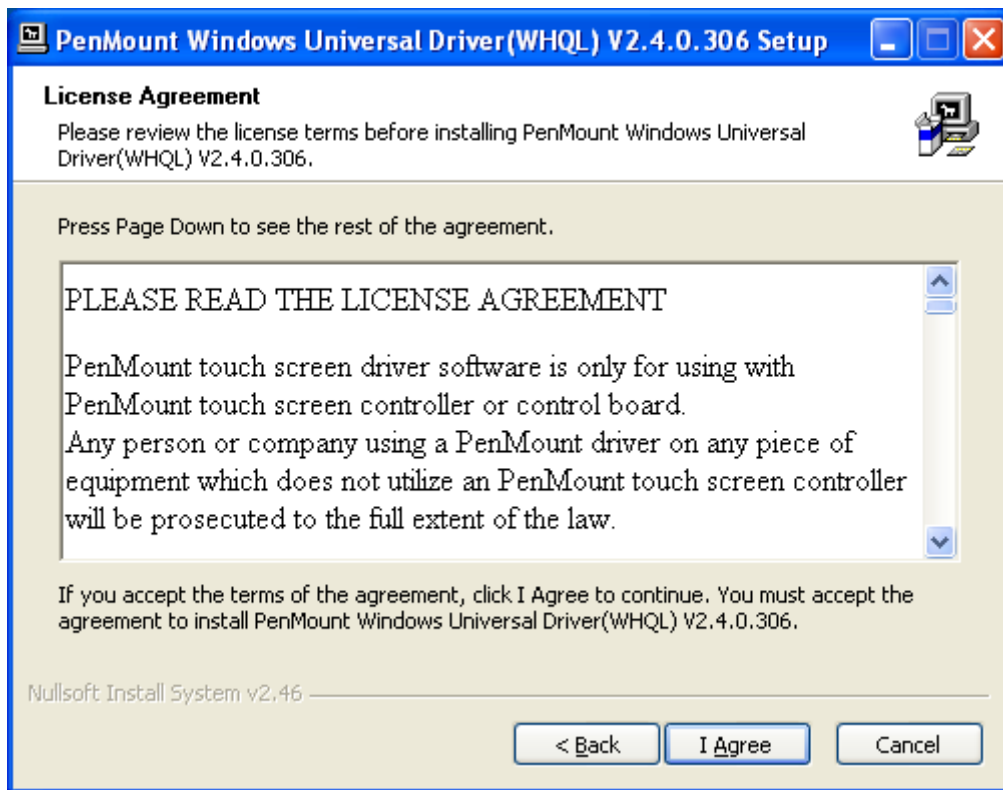 PenMount Windows Universal Driver(WHQL) V2.4.0.306 Setup
License Agreement
Please review the license terms before installing PenMount Windows Universal
Driver(WHQL) V2.4.0.306.
Press Page Down to see the rest of the agreement.
PLEASE READ THE LICENSE AGREEMENT
PenMount touch screen driver software is only for using with
PenMount touch screen controller or control board.
Any person or company using a PenMount driver on any piece of
equipment which does not utilize an PenMount touch screen controller
will be prosecuted to the full extent of the law.
If you accept the terms of the agreement, click I Agree to continue. You must accept the
agreement to install PenMount Windows Universal Driver(WHQL) V2.4.0.306.
Nullsoft Install System v2.46
< Back
I Agree
Cancel